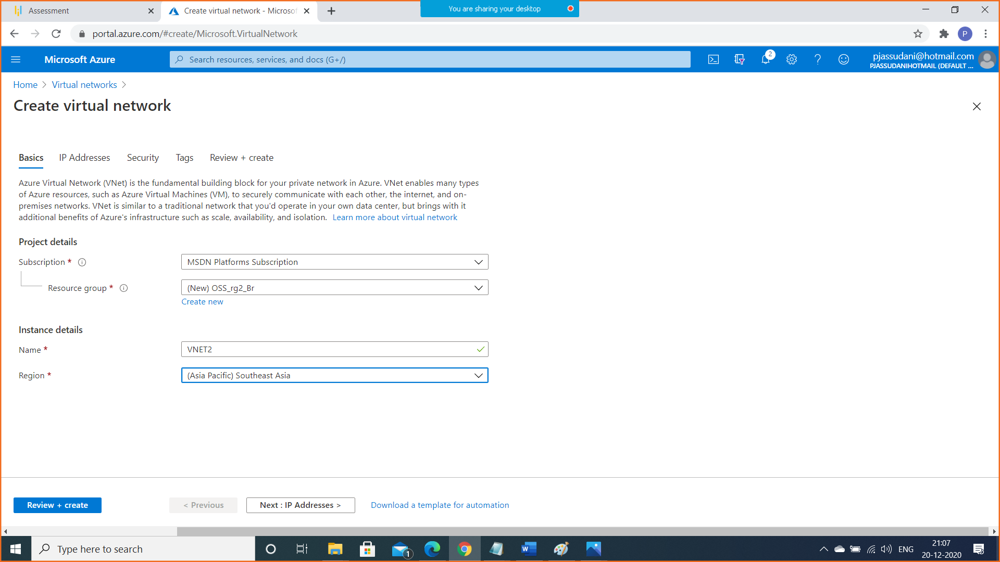 Assessment
Create virtual network - Microsof
You are sharing your desktop
portal.azure.com/#create/Microsoft.VirtualNetwork
P
Microsoft Azure
Search resources, services, and docs (G+/)
2
pjassudani@hotmail.com
PJASSUDANIHOTMAIL (DEFAULT ...
Home > Virtual networks >
Create virtual network
Basics
IP Addresses
Security
Tags
Review + create
Azure Virtual Network (VNet) is the fundamental building block for your private network in Azure. VNet enables many types
of Azure resources, such as Azure Virtual Machines (VM), to securely communicate with each other, the internet, and on-
premises networks. VNet is similar to a traditional network that you'd operate in your own data center, but brings with it
additional benefits of Azure's infrastructure such as scale, availability, and isolation. Learn more about virtual network
Project details
Subscription * MSDN Platforms Subscription
Resource group * (New) OSS_rg2_Br
Create new
Instance details
Name * VNET2
Region * (Asia Pacific) Southeast Asia
Review + create
< Previous
Next : IP Addresses >
Download a template for automation
Type here to search
1
ENG
21:07
20-12-2020